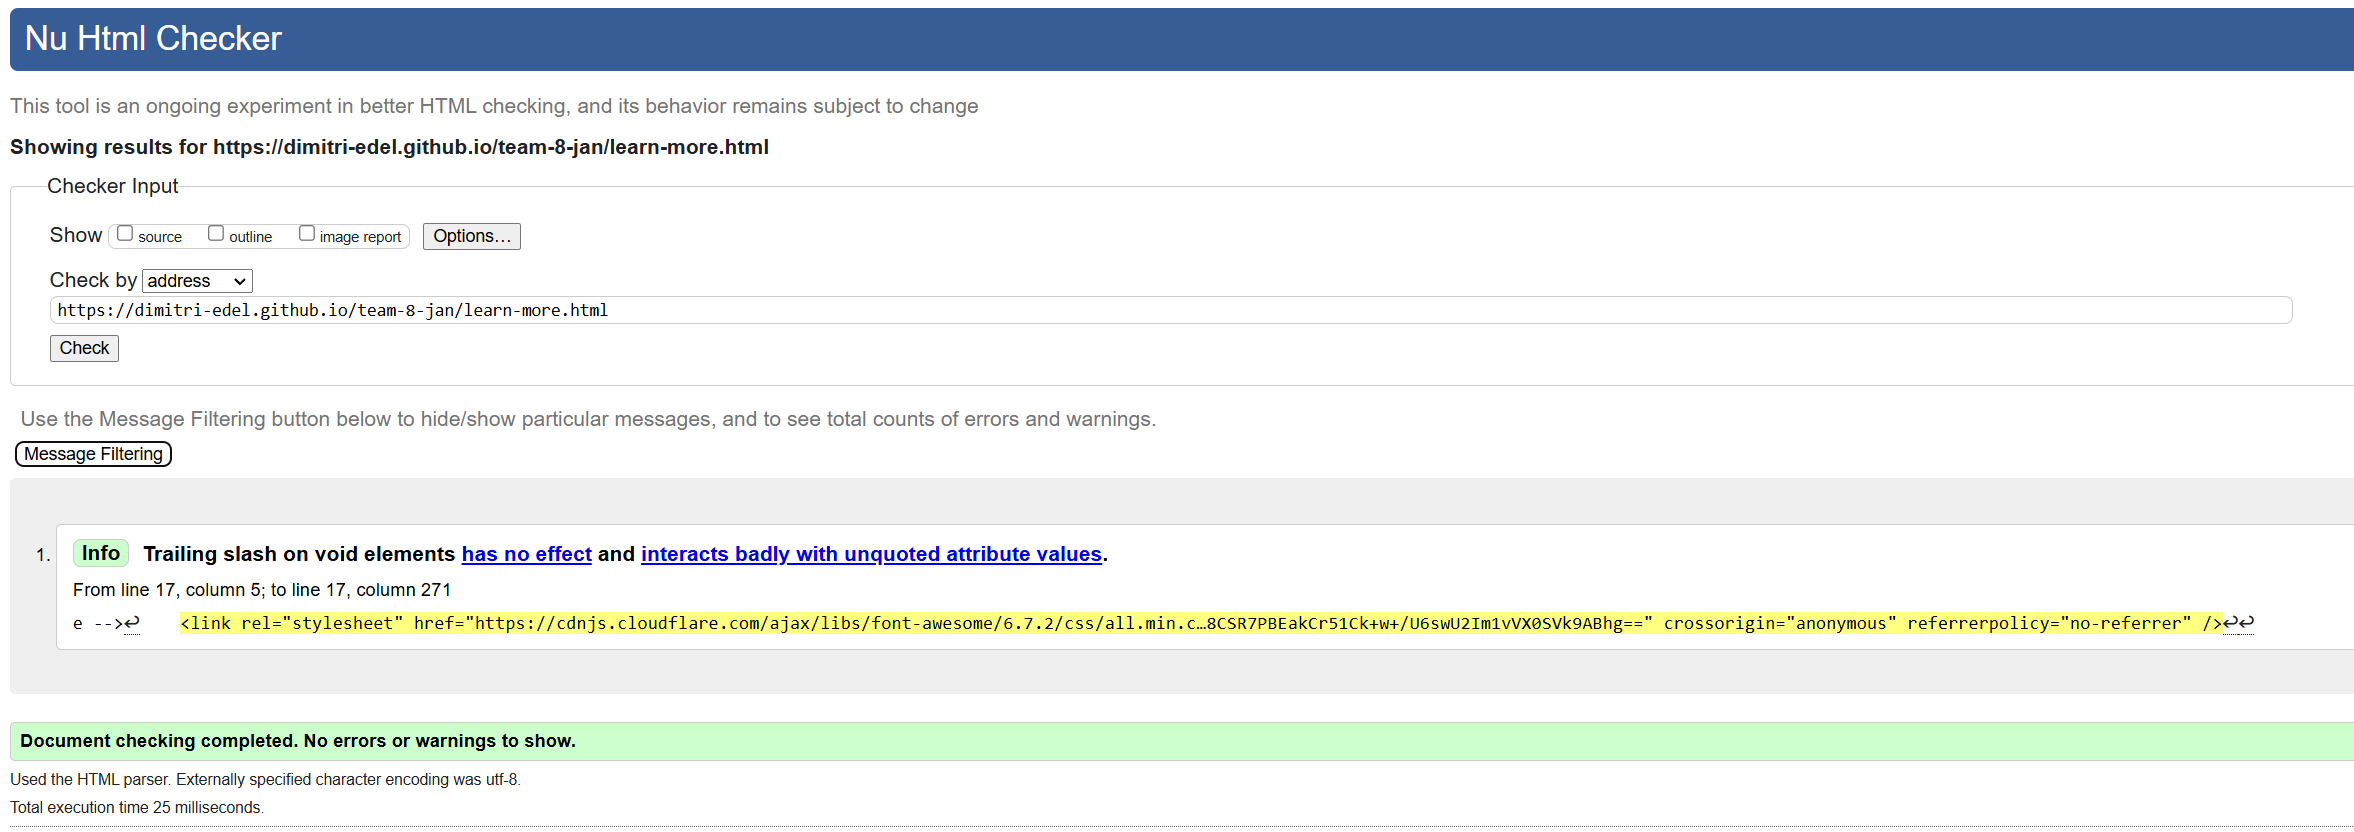 Nu Html Checker
This tool is an ongoing experiment in better HTML checking, and its behavior remains subject to change
Showing results for https://dimitri-edel.github.io/team-8-jan/learn-more.html
Checker Input
Show source outline image report Options...
Check by address
https://dimitri-edel.github.io/team-8-jan/learn-more.html
Check
Use the Message Filtering button below to hide/show particular messages, and to see total counts of errors and warnings.
Message Filtering
1. Info Trailing slash on void elements has no effect and interacts badly with unquoted attribute values.
From line 17, column 5; to line 17, column 271
e -->↩ <link rel="stylesheet" href="https://cdnjs.cloudflare.com/ajax/libs/font-awesome/6.7.2/css/all.min.c…8CSR7PBEakCr51Ck+w+/U6swU2Im1vVX0SVk9ABhg==" crossorigin="anonymous" referrerpolicy="no-referrer" />↩↩
Document checking completed. No errors or warnings to show.
Used the HTML parser. Externally specified character encoding was utf-8.
Total execution time 25 milliseconds.